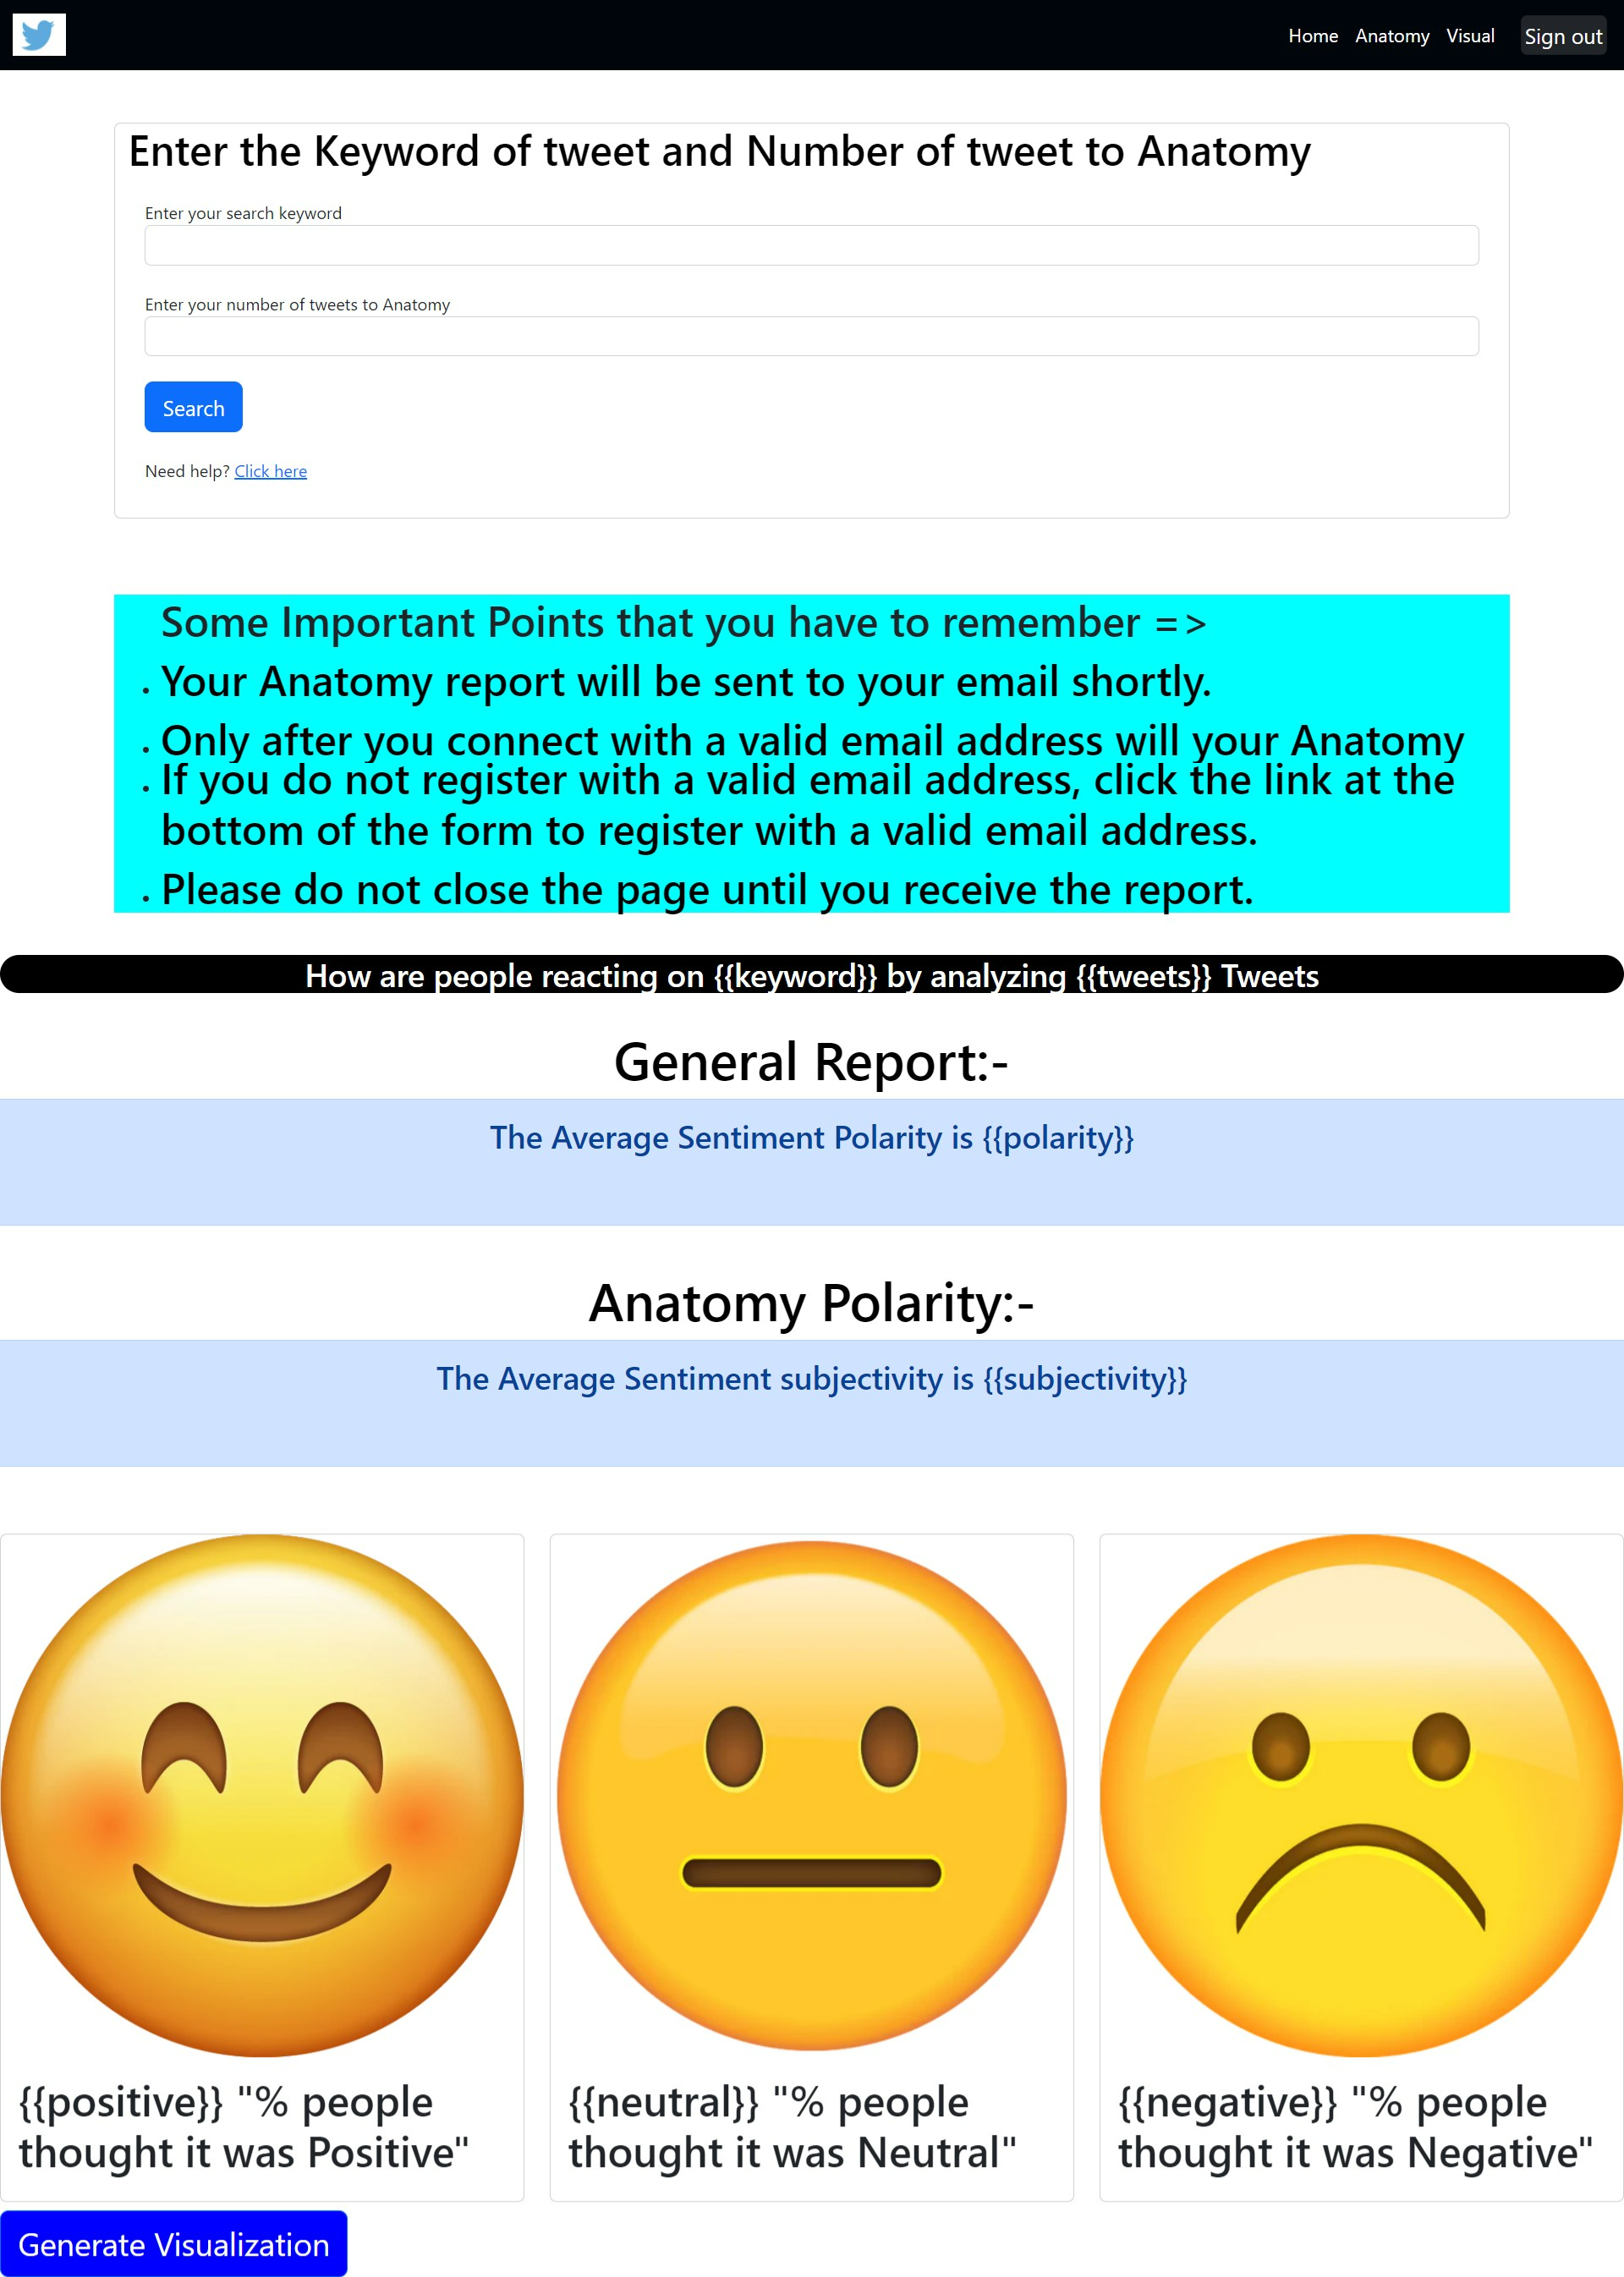 Home Anatomy Visual Sign out
Enter the Keyword of tweet and Number of tweet to Anatomy
Enter your search keyword
Enter your number of tweets to Anatomy
Search
Need help? Click here
Some Important Points that you have to remember =>
• Your Anatomy report will be sent to your email shortly.
• Only after you connect with a valid email address will your Anatomy
• If you do not register with a valid email address, click the link at the
bottom of the form to register with a valid email address.
• Please do not close the page until you receive the report.
How are people reacting on {{keyword}} by analyzing {{tweets}} Tweets
General Report:-
The Average Sentiment Polarity is {{polarity}}
Anatomy Polarity:-
The Average Sentiment subjectivity is {{subjectivity}}
{{positive}} "% people
thought it was Positive"
{{neutral}} "% people
thought it was Neutral"
{{negative}} "% people
thought it was Negative"
Generate Visualization